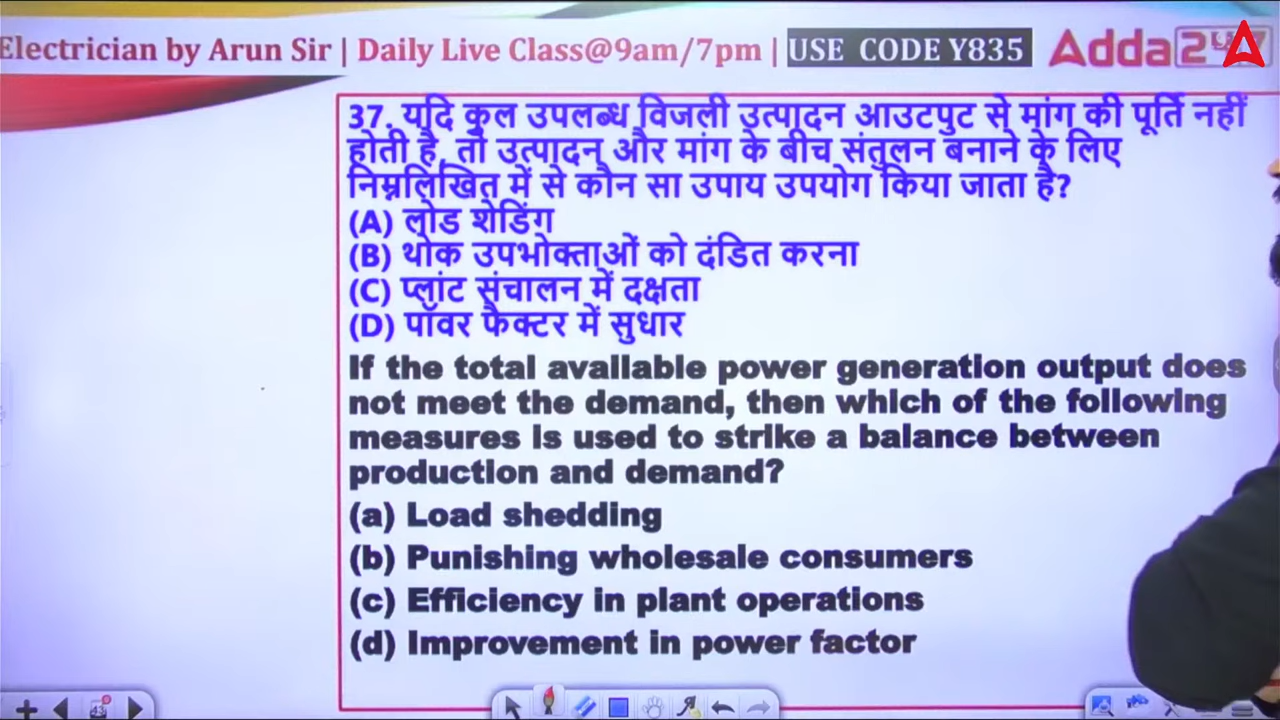 Electrician by Arun Sir | Daily Live Class@9am/7pm | USE CODE Y835
Adda247
37. यदि कुल उपलब्ध विजली उत्पादन आउटपुट से मांग की पूर्ति नहीं
होती है, तो उत्पादन और मांग के बीच संतुलन बनाने के लिए
निम्नलिखित में से कौन सा उपाय उपयोग किया जाता है?
(A) लोड शेडिंग
(B) थोक उपभोक्ताओं को दंडित करना
(C) प्लांट संचालन में दक्षता
(D) पॉवर फैक्टर में सुधार
If the total available power generation output does
not meet the demand, then which of the following
measures is used to strike a balance between
production and demand?
(a) Load shedding
(b) Punishing wholesale consumers
(c) Efficiency in plant operations
(d) Improvement in power factor
43